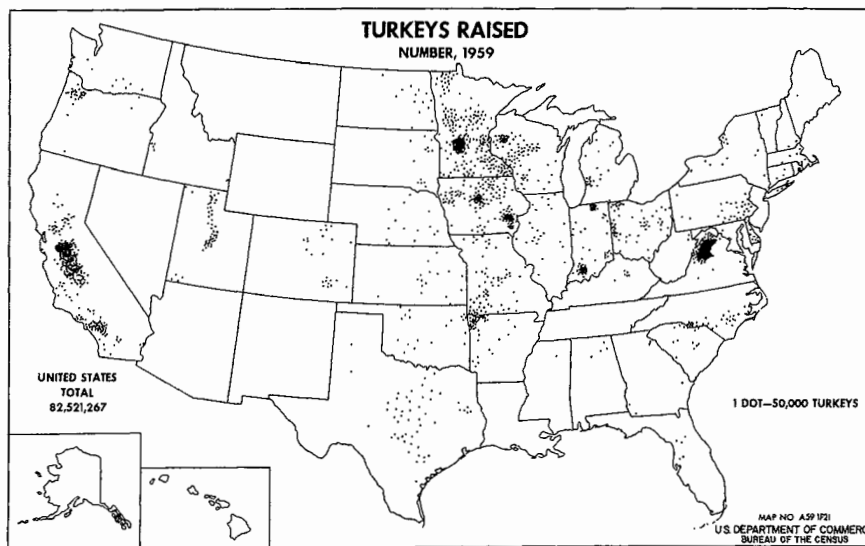 TURKEYS RAISED
NUMBER, 1959
UNITED STATES
TOTAL
82,521,267
1 DOT—50,000 TURKEYS
MAP NO A59 1F21
U.S. DEPARTMENT OF COMMERC
BUREAU OF THE CENSUS